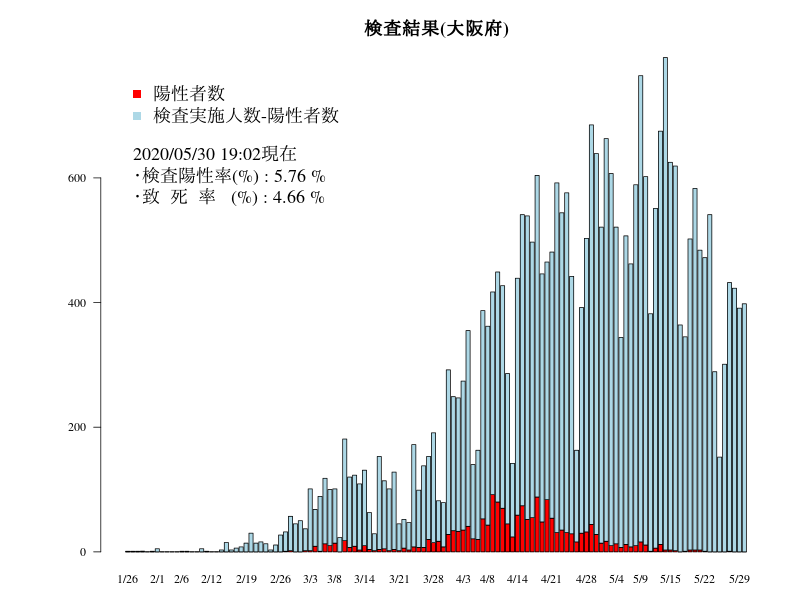 検査結果(大阪府)
陽性者数
検査実施人数-陽性者数
2020/05/30 19:02現在
・検査陽性率(%) : 5.76 %
・致 死 率 (%) : 4.66 %
600
400
200
0
1/26 2/1 2/6 2/12 2/19 2/26 3/3 3/8 3/14 3/21 3/28 4/3 4/8 4/14 4/21 4/28 5/4 5/9 5/15 5/22 5/29